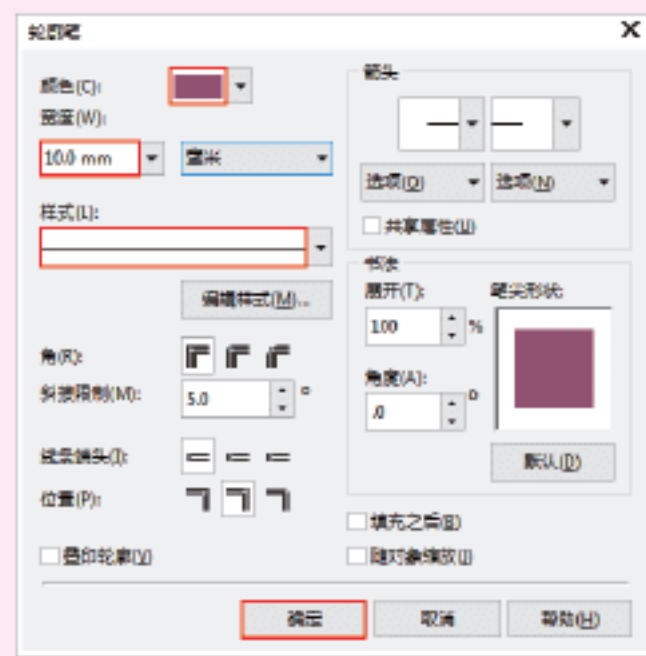 轮廓笔
颜色(C):
宽度(W):
10.0 mm
毫米
样式(L):
编辑样式(M)...
角(R):
斜接限制(M):
5.0
°
线条端头(I):
位置(P):
叠印轮廓(V)
箭头
选项(O)
选项(N)
共享属性(U)
书法
展开(T):
笔尖形状:
100
%
角度(A):
.0
°
默认(D)
填充之后(B)
随对象缩放(J)
确定
取消
帮助(H)